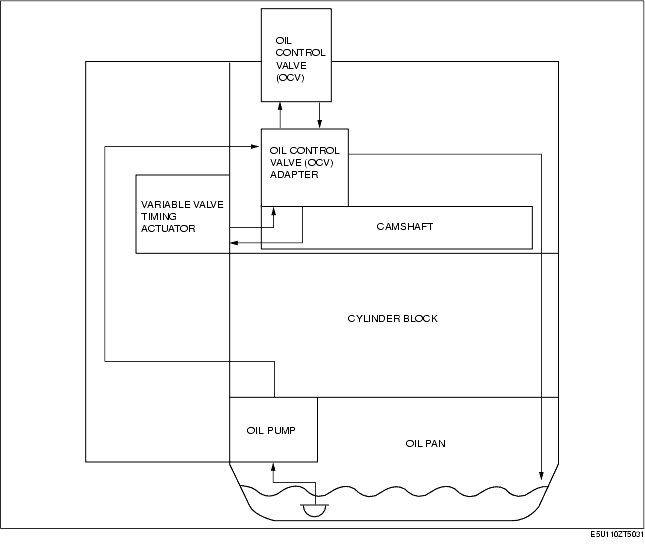 OIL
CONTROL
VALVE
(OCV)
OIL CONTROL
VALVE (OCV)
ADAPTER
VARIABLE VALVE
TIMING
ACTUATOR
CAMSHAFT
CYLINDER BLOCK
OIL PUMP
OIL PAN
E5U110ZT5031